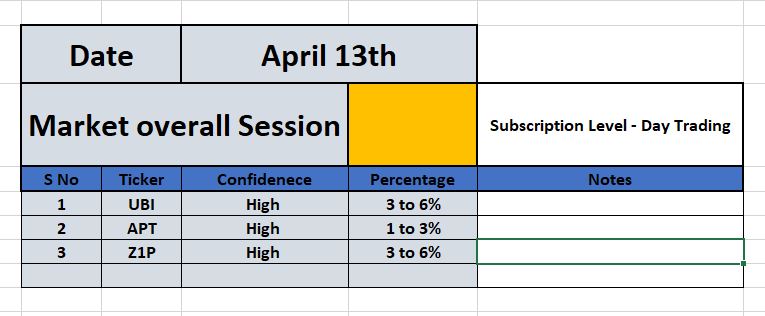 Date April 13th
Market overall Session Subscription Level - Day Trading
S No Ticker Confidenece Percentage Notes
1 UBI High 3 to 6%
2 APT High 1 to 3%
3 Z1P High 3 to 6%